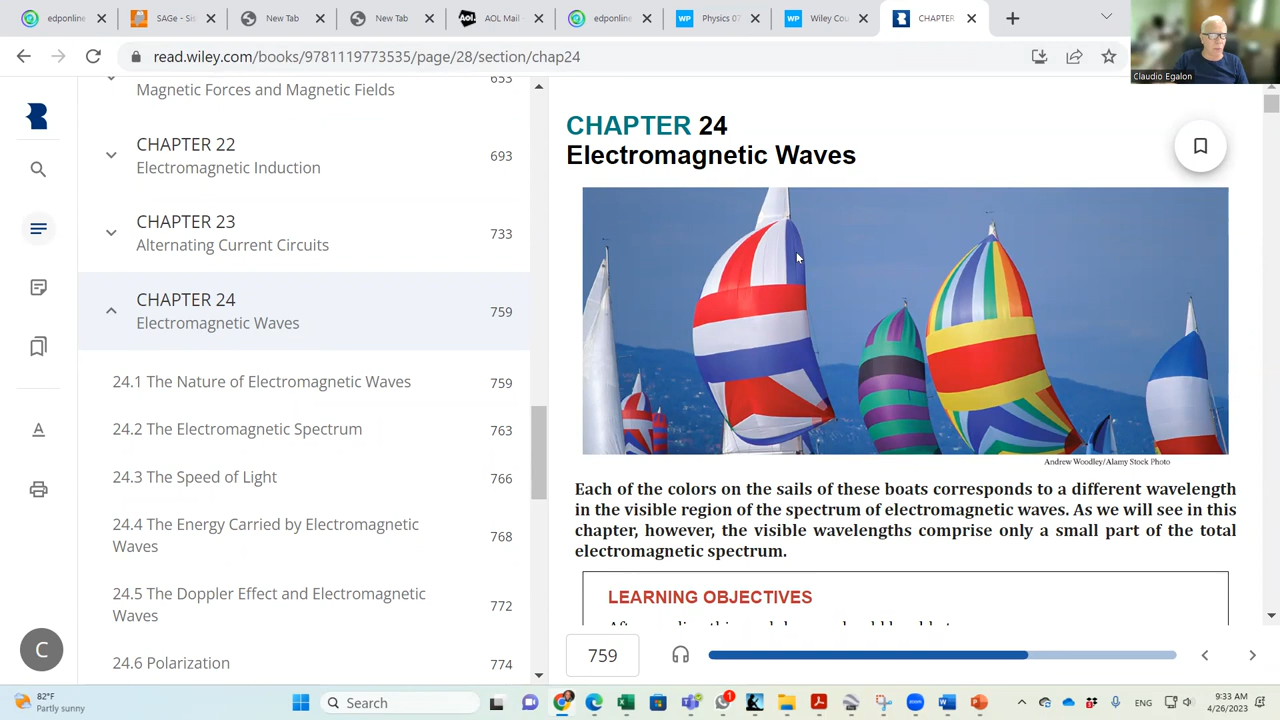 edponline
SAGe - Sis
New Tab
New Tab
AOL Mail -
edponline
WP
Physics 07
WP
Wiley Cou
CHAPTER
read.wiley.com/books/9781119773535/page/28/section/chap24
Claudio Egalon
653
Magnetic Forces and Magnetic Fields
CHAPTER 22
Electromagnetic Induction
693
CHAPTER 23
Alternating Current Circuits
733
CHAPTER 24
Electromagnetic Waves
759
24.1 The Nature of Electromagnetic Waves
759
24.2 The Electromagnetic Spectrum
763
24.3 The Speed of Light
766
24.4 The Energy Carried by Electromagnetic
Waves
768
24.5 The Doppler Effect and Electromagnetic
Waves
772
24.6 Polarization
774
C
CHAPTER 24
Electromagnetic Waves
Andrew Woodley/Alamy Stock Photo
Each of the colors on the sails of these boats corresponds to a different wavelength
in the visible region of the spectrum of electromagnetic waves. As we will see in this
chapter, however, the visible wavelengths comprise only a small part of the total
electromagnetic spectrum.
LEARNING OBJECTIVES
759
82°F
Partly sunny
Search
1
ENG
9:33 AM
4/26/2023